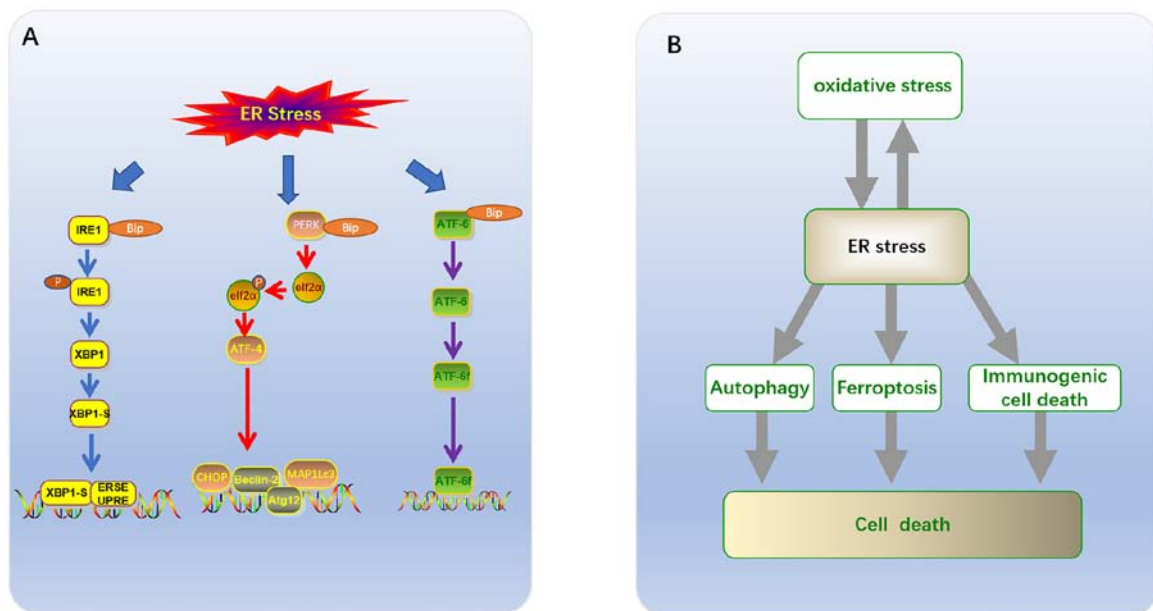 A
ER Stress
IRE1
Bip
P
IRE1
XBP1
XBP1-S
XBP1-S
ERSE
UPRE
PERK
Bip
eIf2α
P
eIf2α
ATF-4
CHOP
Beclin-2
MAP1Lc3
Atg12
ATF-6
Bip
ATF-6
ATF-6f
ATF-6f
B
oxidative stress
ER stress
Autophagy
Ferroptosis
Immunogenic
cell death
Cell death